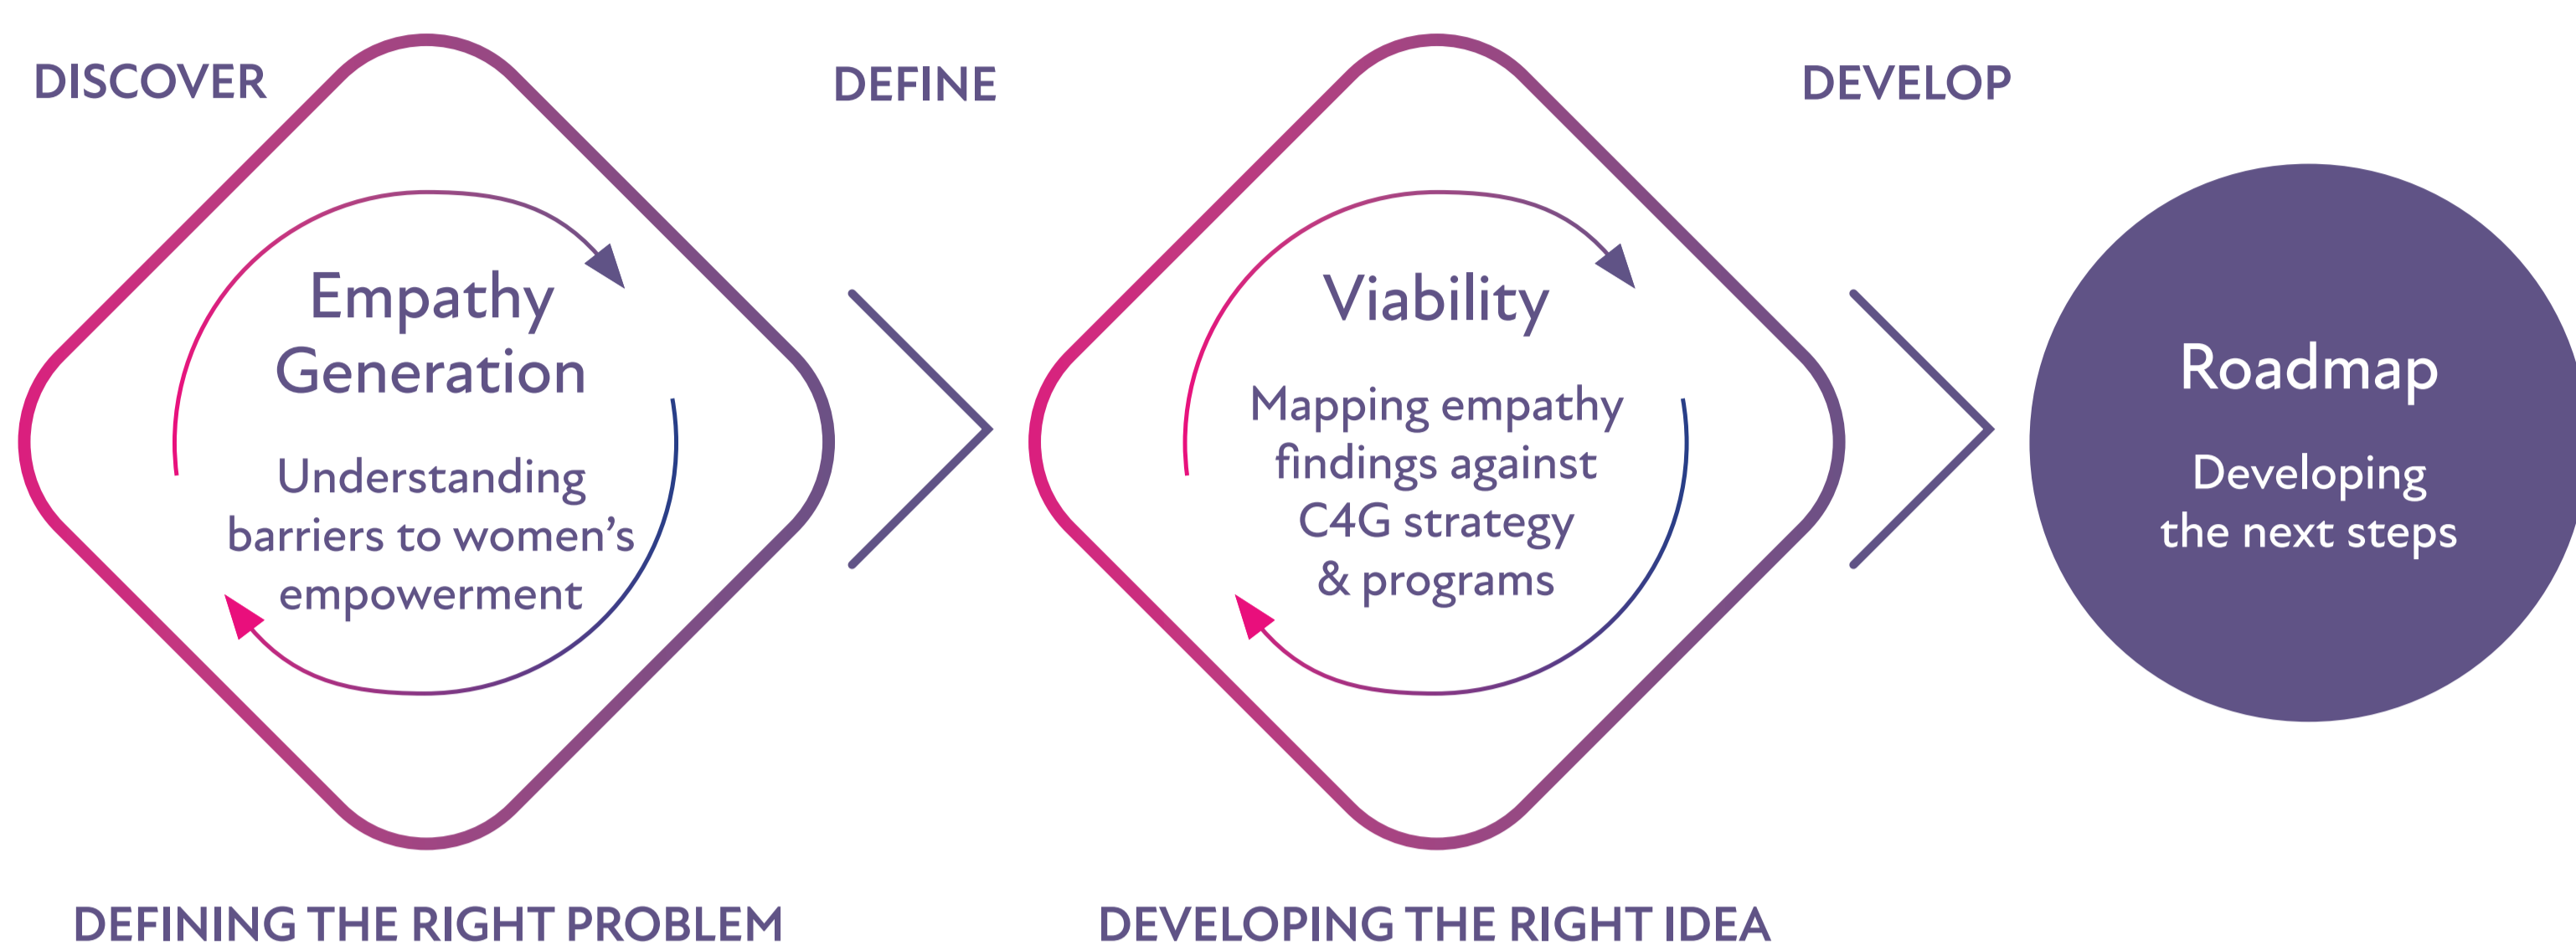 DISCOVER
DEFINE
DEVELOP
Empathy
Generation
Understanding
barriers to women’s
empowerment
Viability
Mapping empathy
findings against
C4G strategy
& programs
Roadmap
Developing
the next steps
DEFINING THE RIGHT PROBLEM
DEVELOPING THE RIGHT IDEA